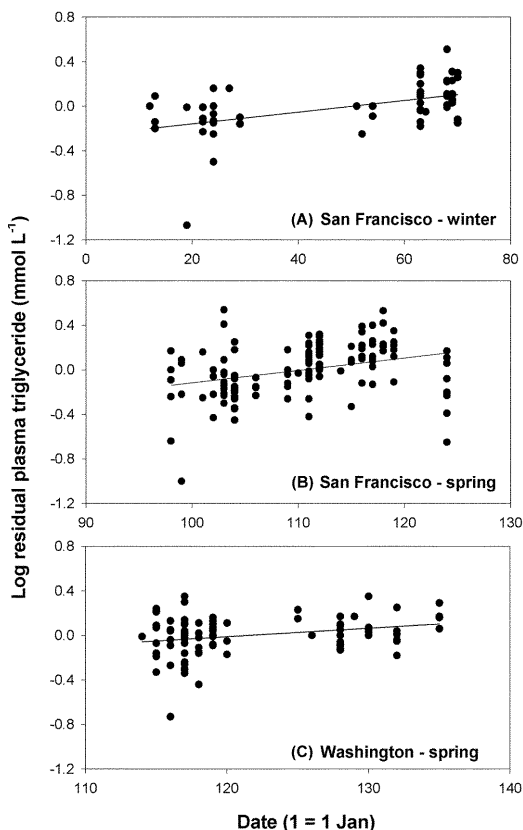 Log residual plasma triglyceride (mmol L⁻¹)
0.8
0.4
0.0
-0.4
-0.8
-1.2
(A) San Francisco - winter
0 20 40 60 80
0.8
0.4
0.0
-0.4
-0.8
-1.2
(B) San Francisco - spring
90 100 110 120 130
0.8
0.4
0.0
-0.4
-0.8
-1.2
(C) Washington - spring
110 120 130 140
Date (1 = 1 Jan)